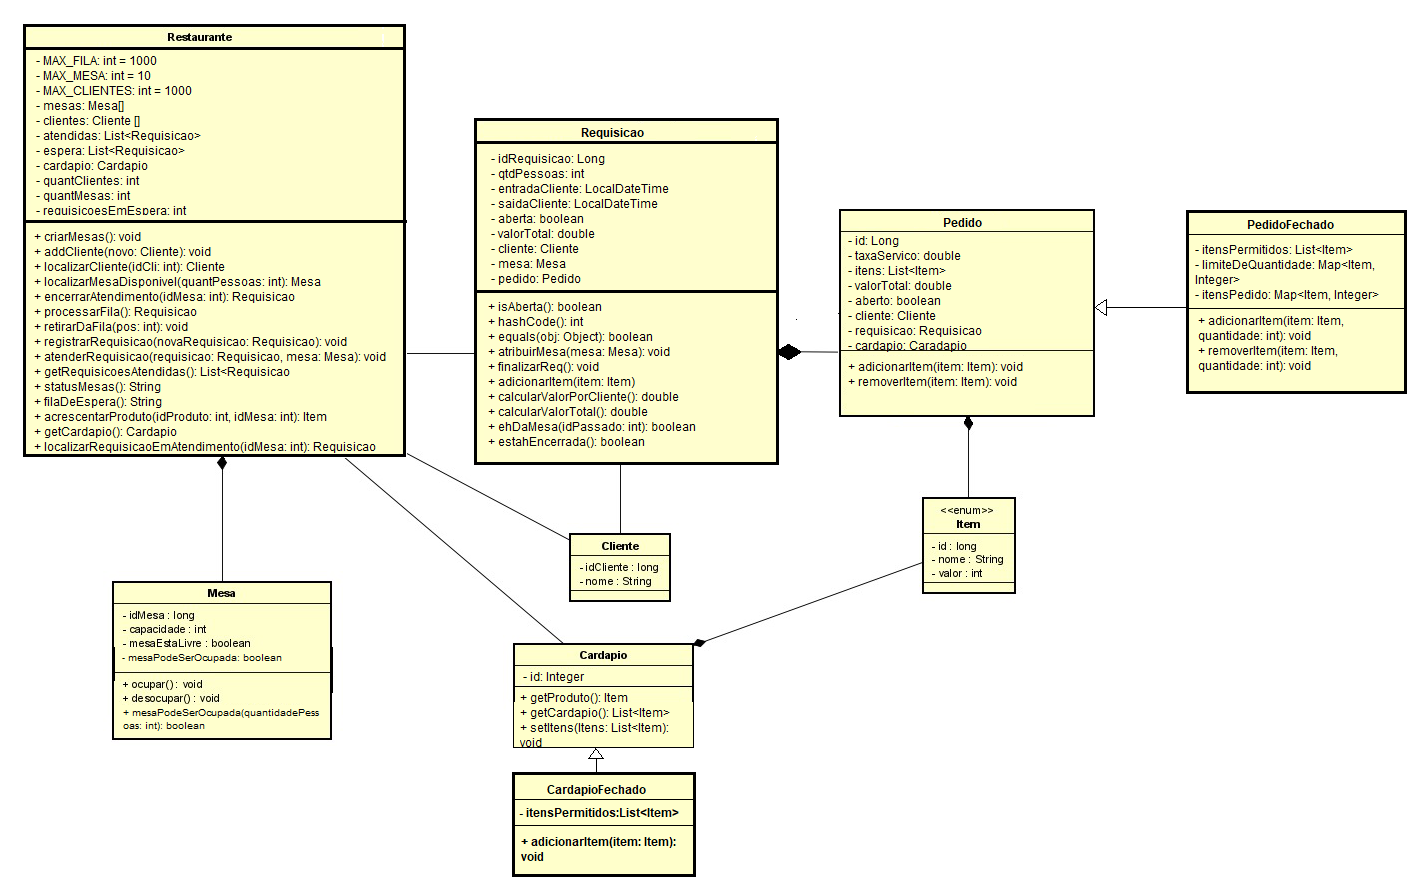 Restaurante
- MAX_FILA: int = 1000
- MAX_MESA: int = 10
- MAX_CLIENTES: int = 1000
- mesas: Mesa[]
- clientes: Cliente []
- atendidas: List<Requisicao>
- espera: List<Requisicao>
- cardapio: Cardapio
- quantClientes: int
- quantMesas: int
- requisicoesEmEspera: int
+ criarMesas(): void
+ addCliente(novo: Cliente): void
+ localizarCliente(idCli: int): Cliente
+ localizarMesaDisponivel(quantPessoas: int): Mesa
+ encerrarAtendimento(idMesa: int): Requisicao
+ processarFila(): Requisicao
+ retirarDaFila(pos: int): void
+ registrarRequisicao(novaRequisicao: Requisicao): void
+ atenderRequisicao(requisicao: Requisicao, mesa: Mesa): void
+ getRequisicoesAtendidas(): List<Requisicao
+ statusMesas(): String
+ filaDeEspera(): String
+ acrescentarProduto(idProduto: int, idMesa: int): Item
+ getCardapio(): Cardapio
+ localizarRequisicaoEmAtendimento(idMesa: int): Requisicao
Requisicao
- idRequisicao: Long
- qtdPessoas: int
- entradaCliente: LocalDateTime
- saidaCliente: LocalDateTime
- aberta: boolean
- valorTotal: double
- cliente: Cliente
- mesa: Mesa
- pedido: Pedido
+ isAberta(): boolean
+ hashCode(): int
+ equals(obj: Object): boolean
+ atribuirMesa(mesa: Mesa): void
+ finalizarReq(): void
+ adicionarItem(item: Item)
+ calcularValorPorCliente(): double
+ calcularValorTotal(): double
+ ehDaMesa(idPassado: int): boolean
+ estahEncerrada(): boolean
Pedido
- id: Long
- taxaServico: double
- itens: List<Item>
- valorTotal: double
- aberto: boolean
- cliente: Cliente
- requisicao: Requisicao
- cardapio: Caradapio
+ adicionarItem(item: Item): void
+ removerItem(item: Item): void
PedidoFechado
- itensPermitidos: List<Item>
- limiteDeQuantidade: Map<Item,
Integer>
- itensPedido: Map<Item, Integer>
+ adicionarItem(item: Item,
quantidade: int): void
+ removerItem(item: Item,
quantidade: int): void
<<enum>>
Item
- id : long
- nome : String
- valor : int
Cliente
- idCliente : long
- nome : String
Mesa
- idMesa : long
- capacidade : int
- mesaEstaLivre : boolean
- mesaPodeSerOcupada: boolean
+ ocupar() : void
+ desocupar() : void
+ mesaPodeSerOcupada(quantidadePess
oas: int): boolean
Cardapio
- id: Integer
+ getProduto(): Item
+ getCardapio(): List<Item>
+ setItens(Itens: List<Item):
void
CardapioFechado
- itensPermitidos:List<Item>
+ adicionarItem(item: Item):
void